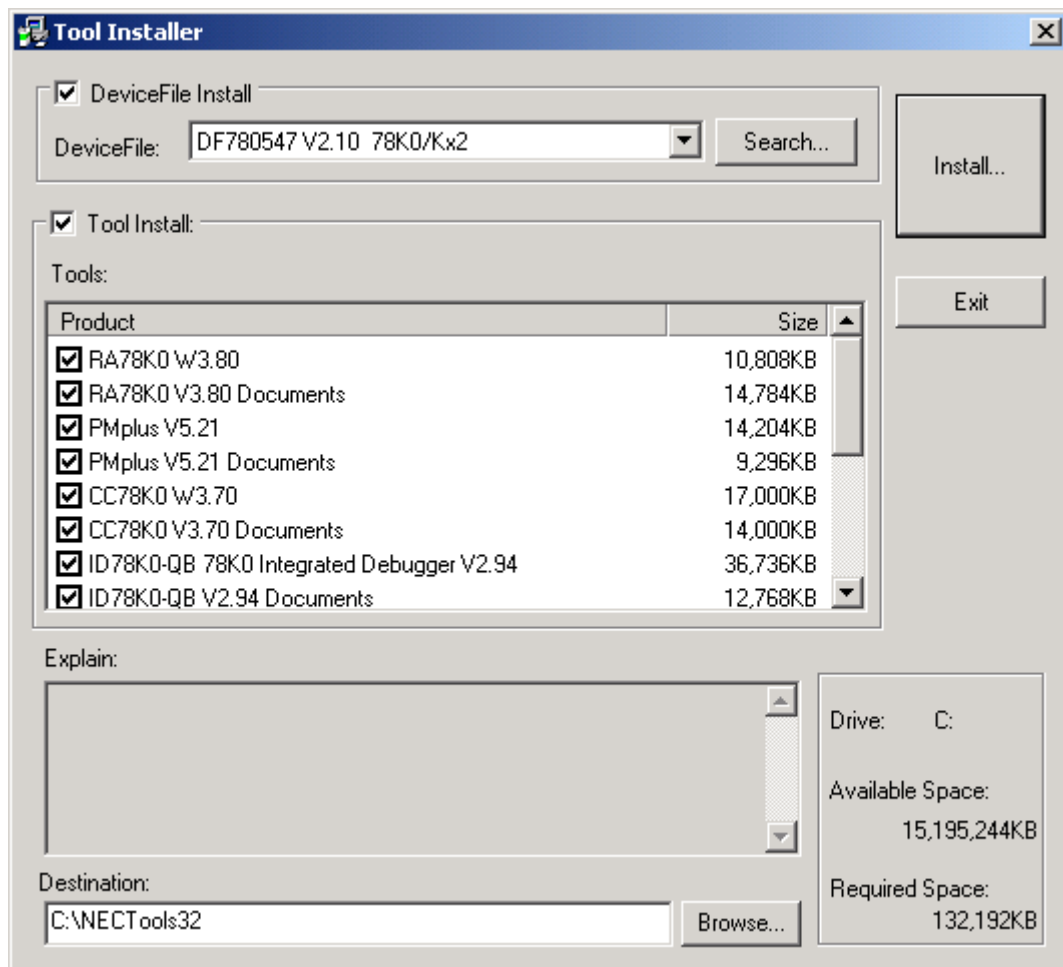 Tool Installer
DeviceFile Install
DeviceFile: DF780547 V2.10 78K0/Kx2 Search...
Install...
Tool Install:
Tools:
Exit
Product Size
RA78K0 W3.80 10,808KB
RA78K0 V3.80 Documents 14,784KB
PMplus V5.21 14,204KB
PMplus V5.21 Documents 9,296KB
CC78K0 W3.70 17,000KB
CC78K0 V3.70 Documents 14,000KB
ID78K0-QB 78K0 Integrated Debugger V2.94 36,736KB
ID78K0-QB V2.94 Documents 12,768KB
Explain:
Drive: C:
Available Space:
15,195,244KB
Destination:
C:\NECTools32 Browse...
Required Space:
132,192KB